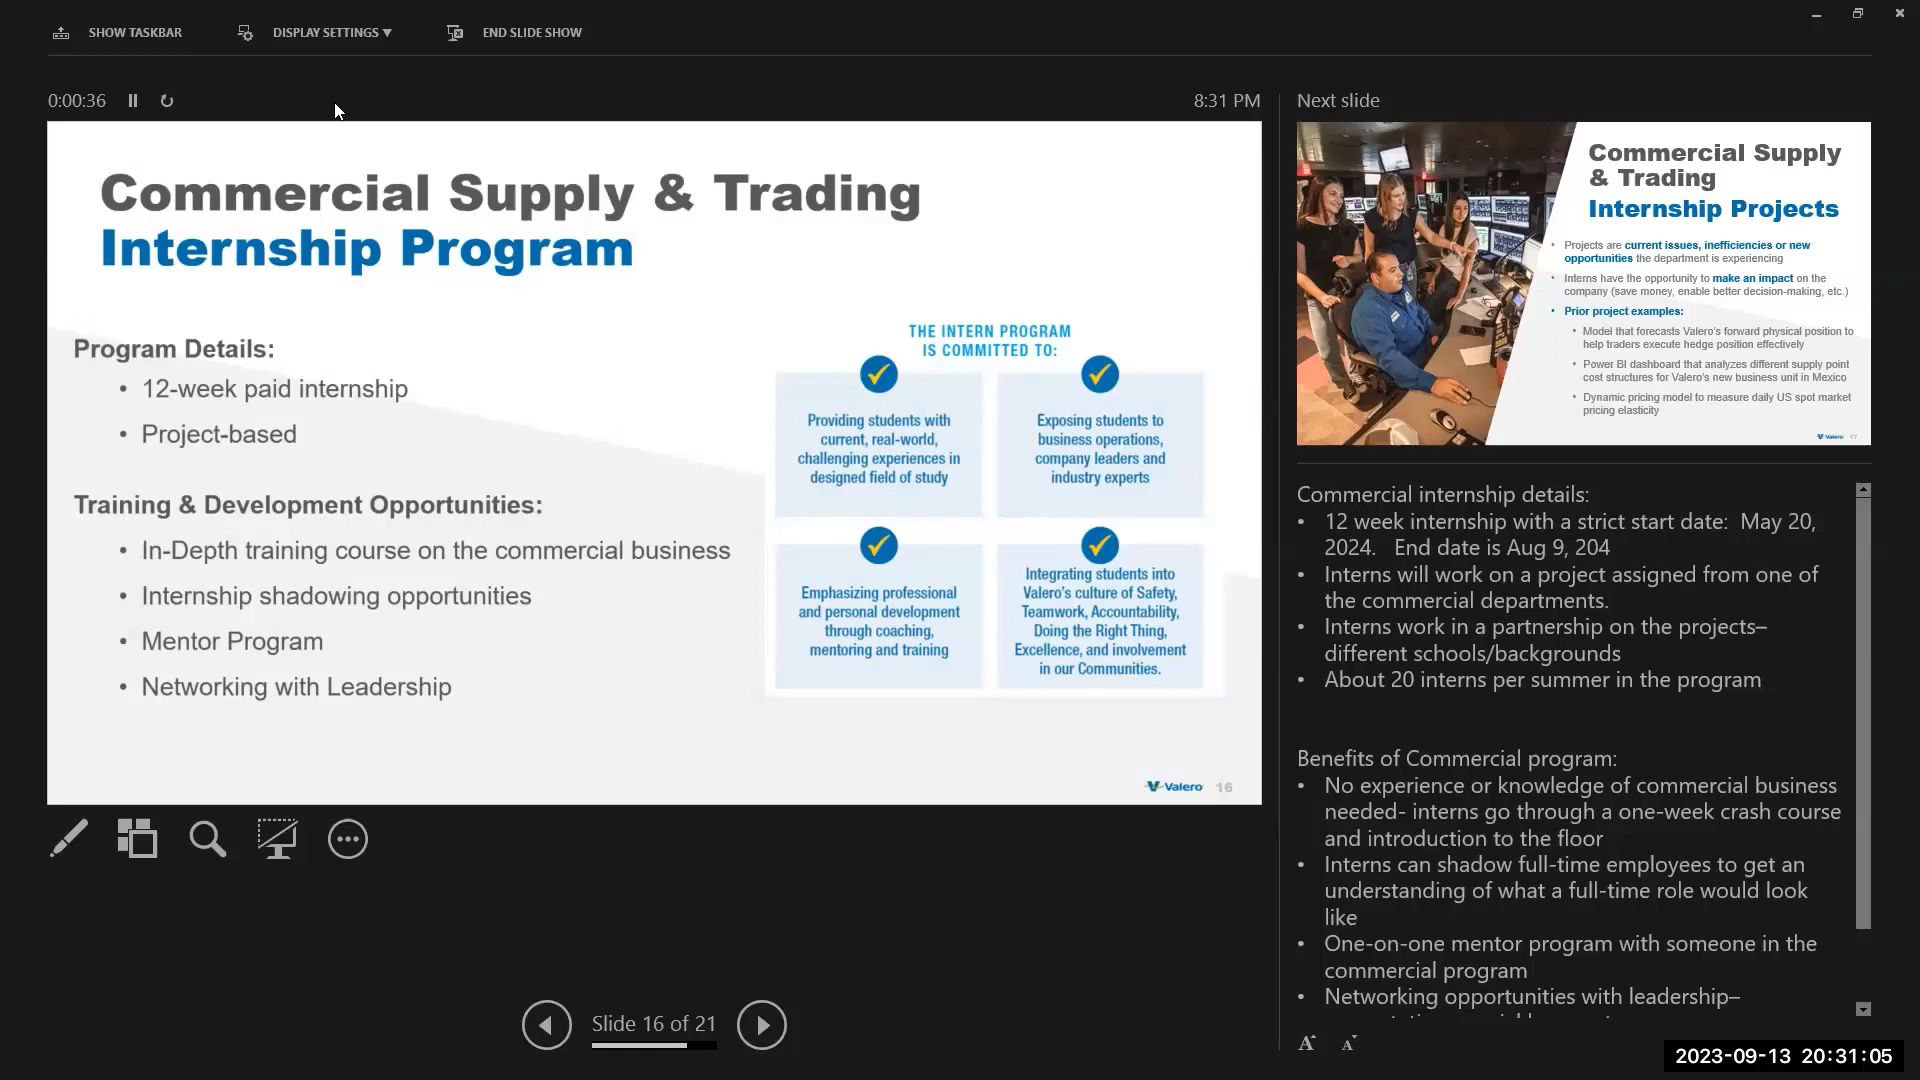 SHOW TASKBAR
DISPLAY SETTINGS ▼
END SLIDE SHOW
0:00:36
8:31 PM
Commercial Supply & Trading
Internship Program
Program Details:
• 12-week paid internship
• Project-based
Training & Development Opportunities:
• In-Depth training course on the commercial business
• Internship shadowing opportunities
• Mentor Program
• Networking with Leadership
THE INTERN PROGRAM
IS COMMITTED TO:
Providing students with
current, real-world,
challenging experiences in
designed field of study
Exposing students to
business operations,
company leaders and
industry experts
Emphasizing professional
and personal development
through coaching,
mentoring and training
Integrating students into
Valero's culture of Safety,
Teamwork, Accountability,
Doing the Right Thing,
Excellence, and involvement
in our Communities.
Valero 16
Slide 16 of 21
Next slide
Commercial Supply
& Trading
Internship Projects
• Projects are current issues, inefficiencies or new
opportunities the department is experiencing
• Interns have the opportunity to make an impact on the
company (save money, enable better decision-making, etc.)
• Prior project examples:
• Model that forecasts Valero's forward physical position to
help traders execute hedge position effectively
• Power BI dashboard that analyzes different supply point
cost structures for Valero's new business unit in Mexico
• Dynamic pricing model to measure daily US spot market
pricing elasticity
Valero 17
Commercial internship details:
• 12 week internship with a strict start date: May 20,
2024. End date is Aug 9, 204
• Interns will work on a project assigned from one of
the commercial departments.
• Interns work in a partnership on the projects–
different schools/backgrounds
• About 20 interns per summer in the program
Benefits of Commercial program:
• No experience or knowledge of commercial business
needed- interns go through a one-week crash course
and introduction to the floor
• Interns can shadow full-time employees to get an
understanding of what a full-time role would look
like
• One-on-one mentor program with someone in the
commercial program
• Networking opportunities with leadership–
A A
2023-09-13 20:31:05